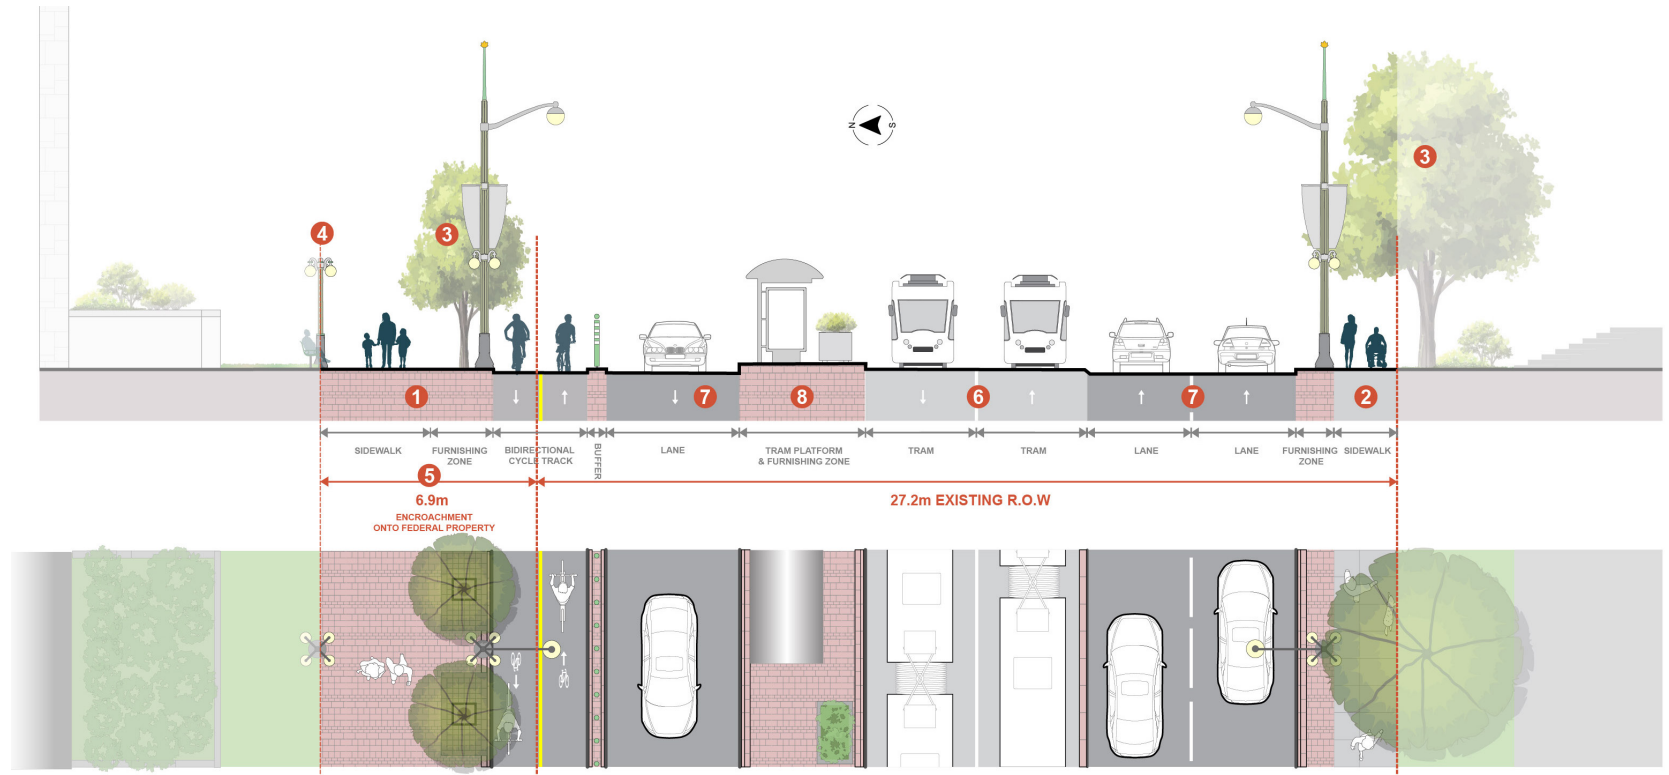 N S
3
4
3
1
7
8
6
7
2
SIDEWALK
FURNISHING
ZONE
BIDIRECTIONAL
CYCLE TRACK
BUFFER
LANE
TRAM PLATFORM
& FURNISHING ZONE
TRAM
TRAM
LANE
LANE
FURNISHING
ZONE
SIDEWALK
5
6.9m
27.2m EXISTING R.O.W
ENCROACHMENT
ONTO FEDERAL PROPERTY